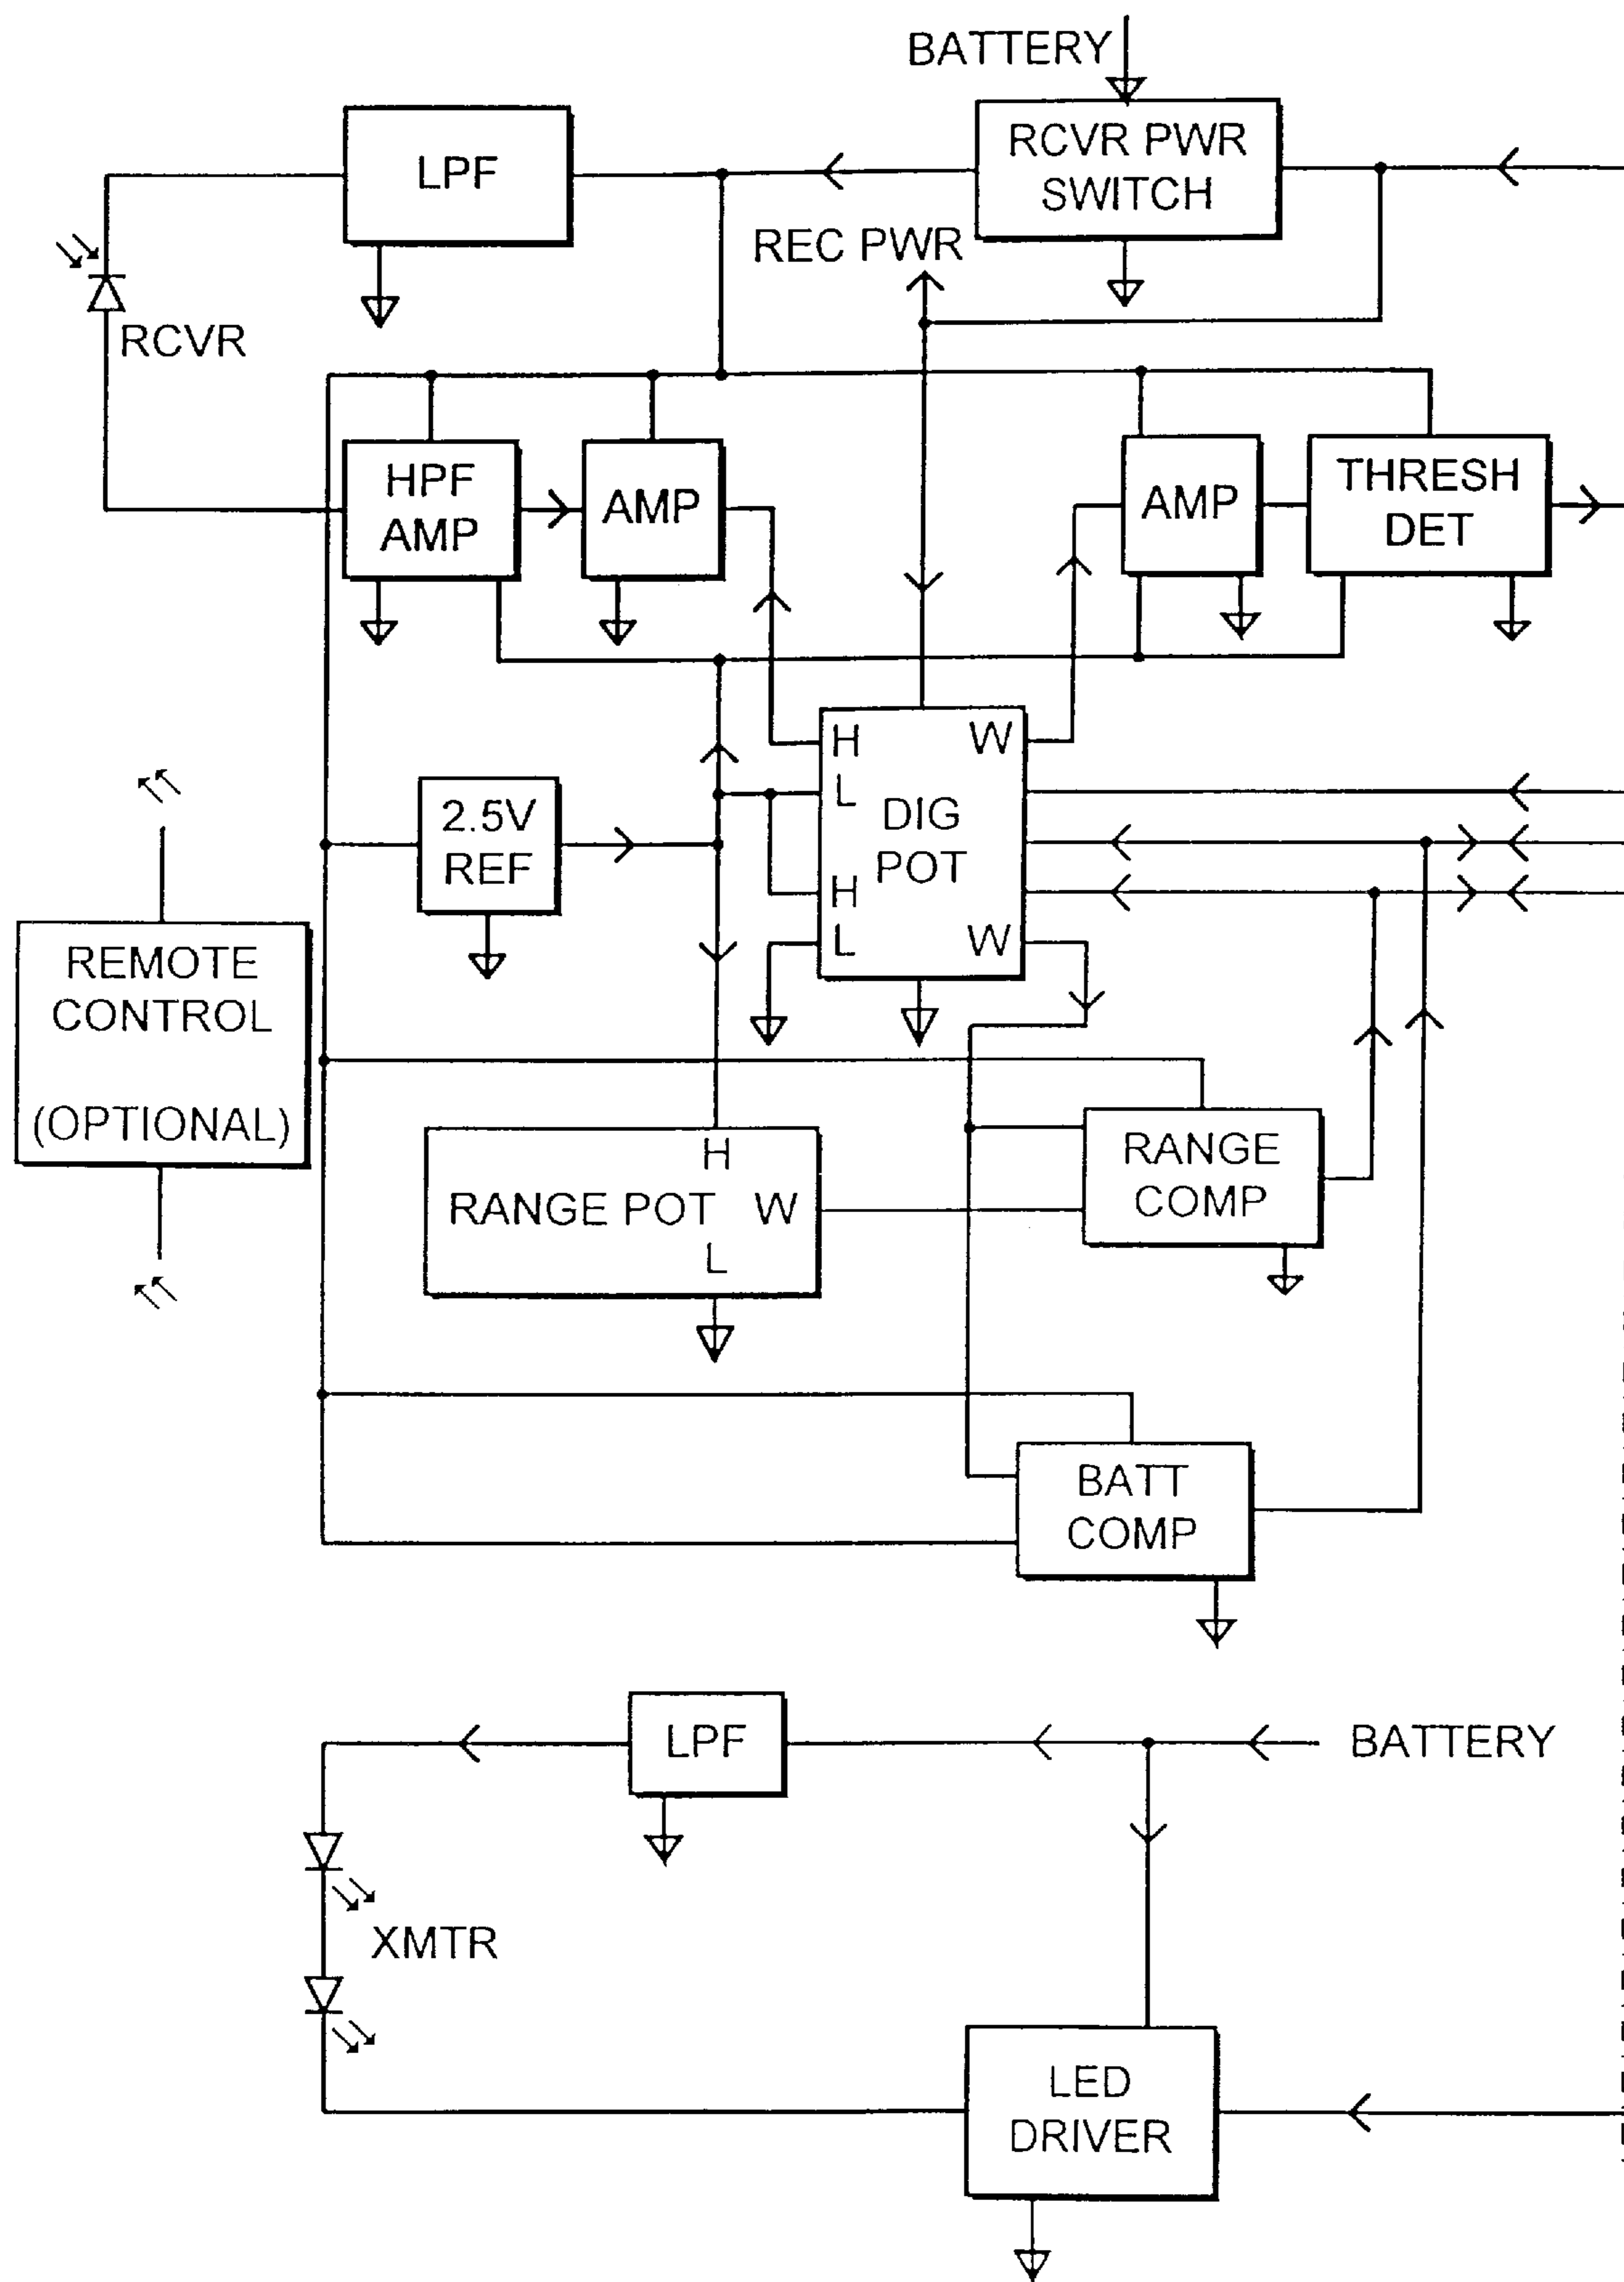 BATTERY
RCVR PWR
SWITCH
LPF
REC PWR
RCVR
HPF
AMP
AMP
AMP
THRESH
DET
H
W
L
DIG
POT
H
L
W
2.5V
REF
REMOTE
CONTROL
(OPTIONAL)
H
RANGE POT W
L
RANGE
COMP
BATT
COMP
LPF
BATTERY
XMTR
LED
DRIVER